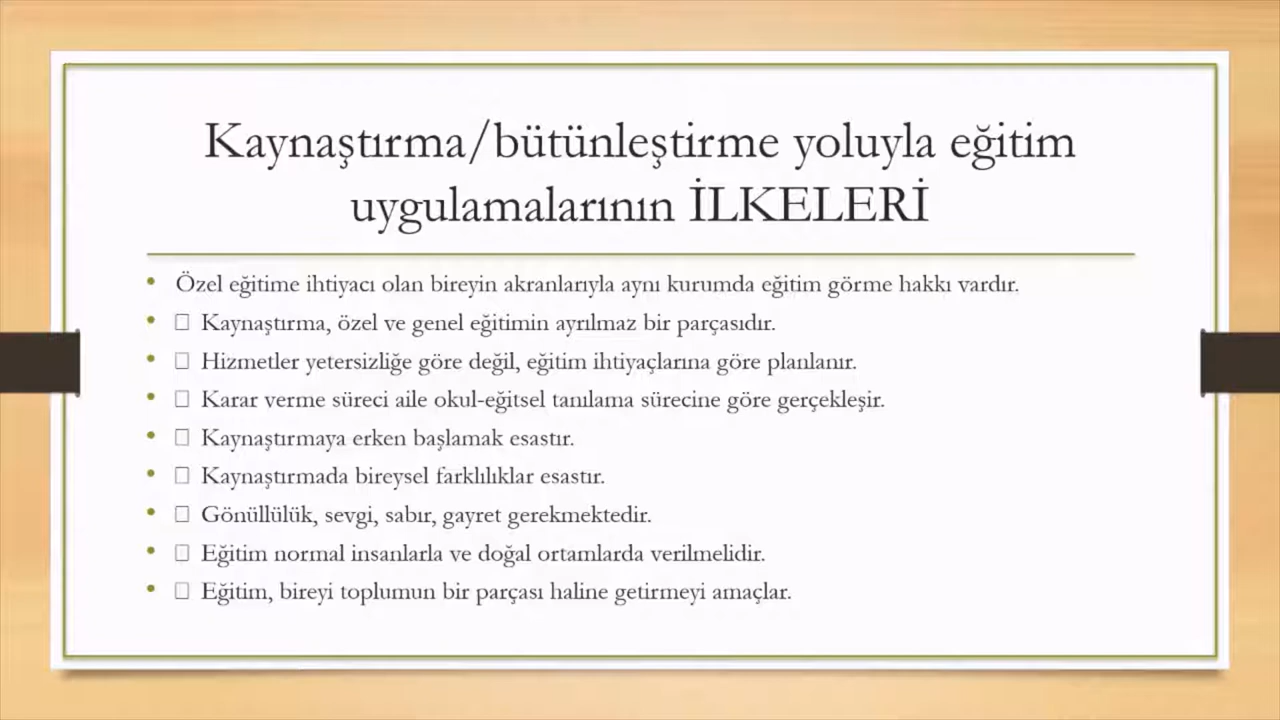 Kaynaştırma/bütünleştirme yoluyla eğitim
uygulamalarının İLKELERİ
• Özel eğitime ihtiyacı olan bireyin akranlarıyla aynı kurumda eğitim görme hakkı vardır.
• □ Kaynaştırma, özel ve genel eğitimin ayrılmaz bir parçasıdır.
• □ Hizmetler yetersizliğe göre değil, eğitim ihtiyaçlarına göre planlanır.
• □ Karar verme süreci aile okul-eğitsel tanılama sürecine göre gerçekleşir.
• □ Kaynaştırmaya erken başlamak esastır.
• □ Kaynaştırmada bireysel farklılıklar esastır.
• □ Gönüllülük, sevgi, sabır, gayret gerekmektedir.
• □ Eğitim normal insanlarla ve doğal ortamlarda verilmelidir.
• □ Eğitim, bireyi toplumun bir parçası haline getirmeyi amaçlar.